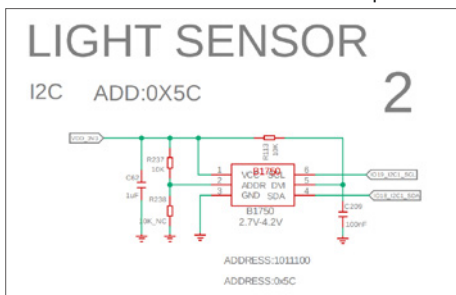 LIGHT SENSOR
I2C ADD:0X5C
2
VDD_3V3
R237
10K
R113
10K
C62
1uF
R238
10K_NC
B1750
1 VCC SCL 6
2 ADDR DVI 5
3 GND SDA 4
B1750
2.7V-4.2V
C209
100nF
ADDRESS:1011100
ADDRESS:0x5C